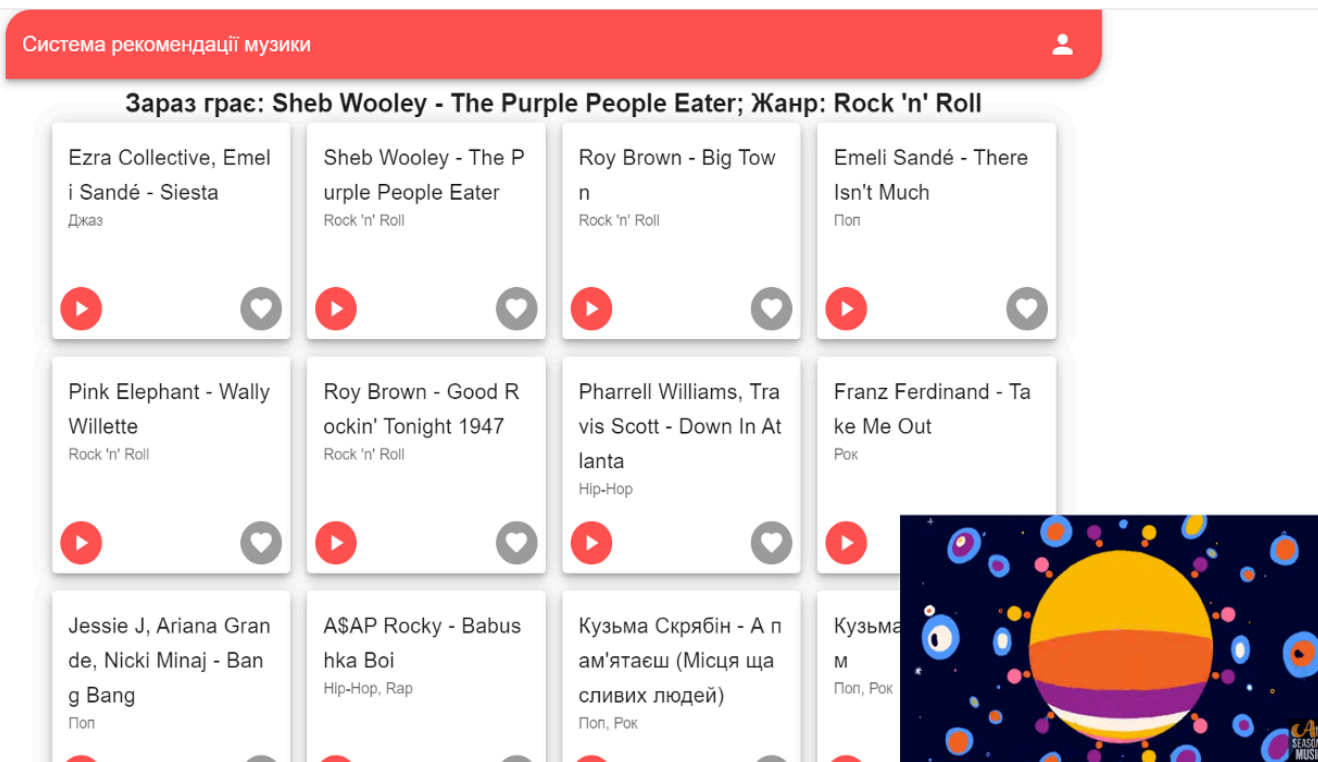 Система рекомендації музики
Зараз грає: Sheb Wooley - The Purple People Eater; Жанр: Rock 'n' Roll
Ezra Collective, Emel
i Sandé - Siesta
Джаз
Sheb Wooley - The P
urple People Eater
Rock 'n' Roll
Roy Brown - Big Tow
n
Rock 'n' Roll
Emeli Sandé - There
Isn't Much
Поп
Pink Elephant - Wally
Willette
Rock 'n' Roll
Roy Brown - Good R
ockin' Tonight 1947
Rock 'n' Roll
Pharrell Williams, Tra
vis Scott - Down In At
lanta
Hip-Hop
Franz Ferdinand - Ta
ke Me Out
Рок
Jessie J, Ariana Gran
de, Nicki Minaj - Ban
g Bang
Поп
A$AP Rocky - Babus
hka Boi
Hip-Hop, Rap
Кузьма Скрябін - А п
ам'ятаєш (Місця ща
сливих людей)
Поп, Рок
Кузьма
м
Поп, Рок